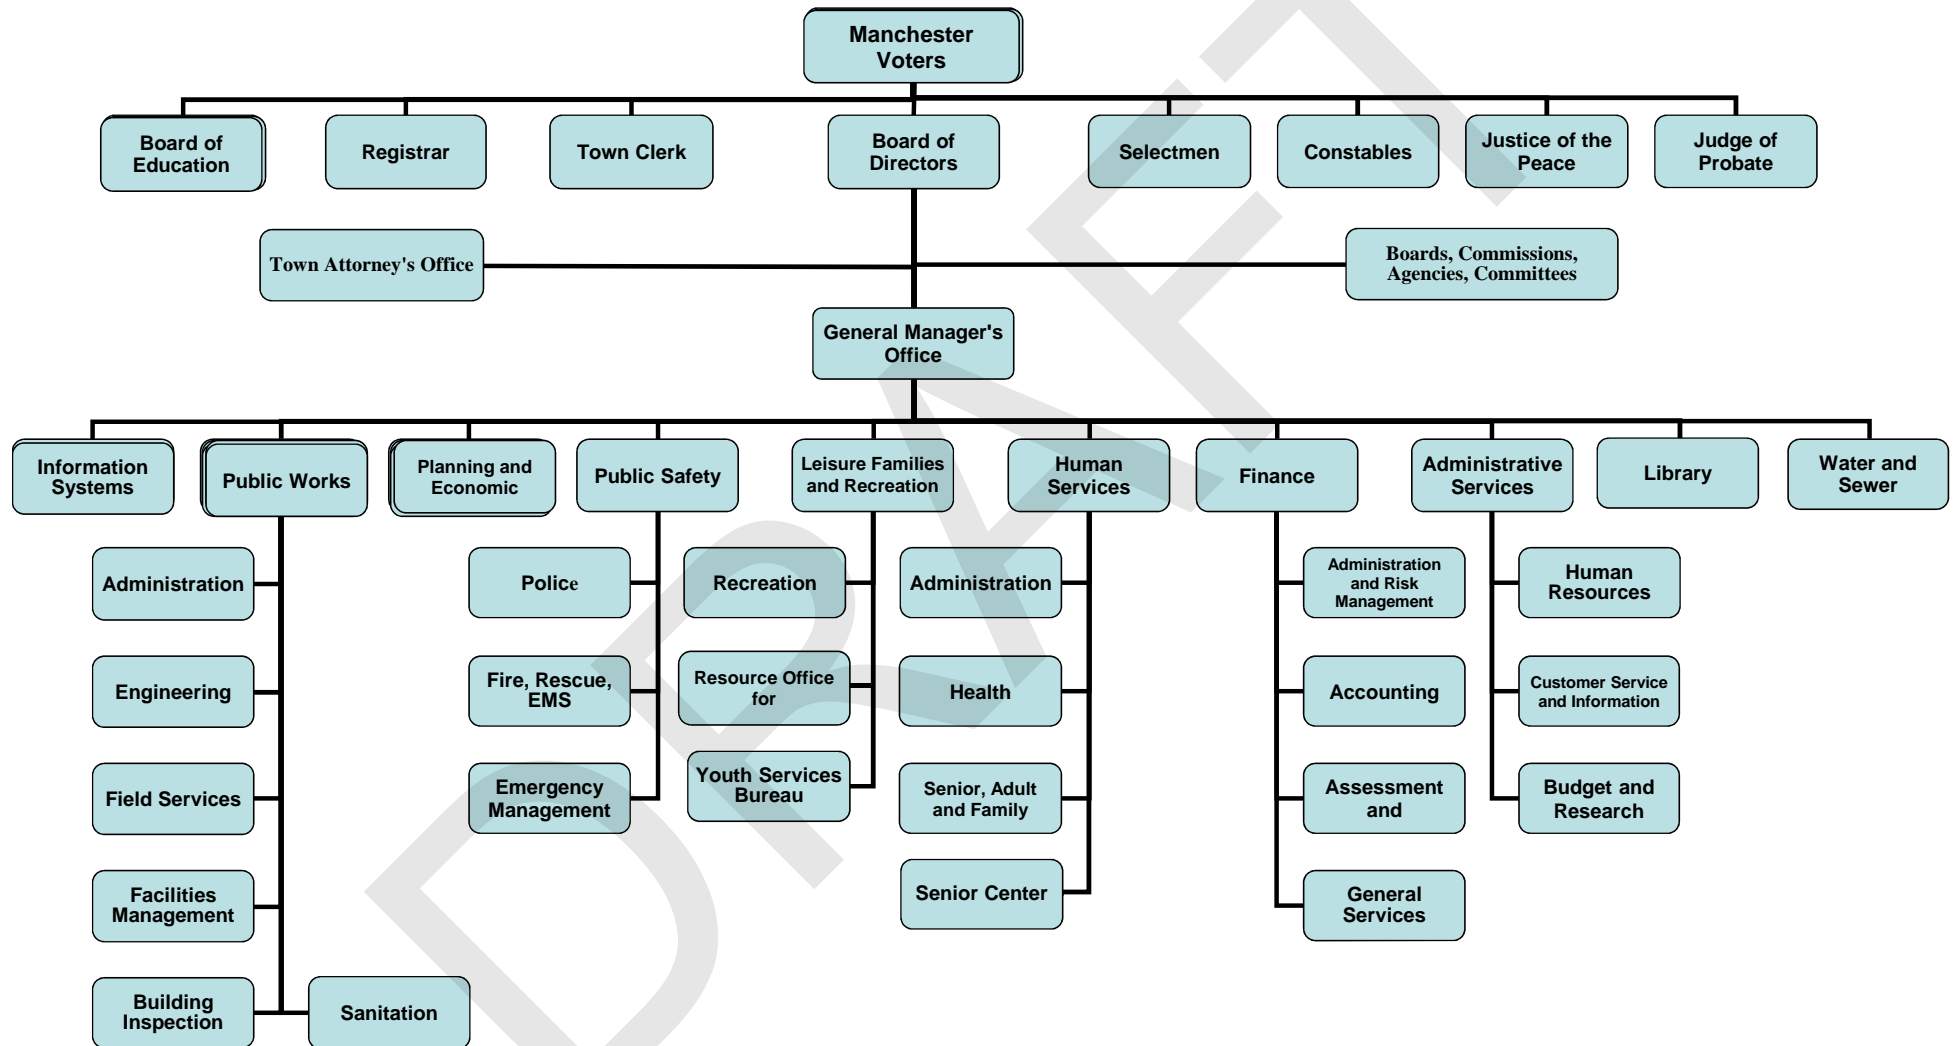 Manchester
Voters
Board of
Education
Registrar
Town Clerk
Board of
Directors
Selectmen
Constables
Justice of the
Peace
Judge of
Probate
Town Attorney's Office
Boards, Commissions,
Agencies, Committees
General Manager's
Office
Information
Systems
Public Works
Planning and
Economic
Public Safety
Leisure Families
and Recreation
Human
Services
Finance
Administrative
Services
Library
Water and
Sewer
Administration
Engineering
Field Services
Facilities
Management
Building
Inspection
Sanitation
Police
Fire, Rescue,
EMS
Emergency
Management
Recreation
Resource Office
for
Youth Services
Bureau
Administration
Health
Senior, Adult
and Family
Senior Center
Administration
and Risk
Management
Accounting
Assessment
and
General
Services
Human
Resources
Customer Service
and Information
Budget and
Research
DRAFT